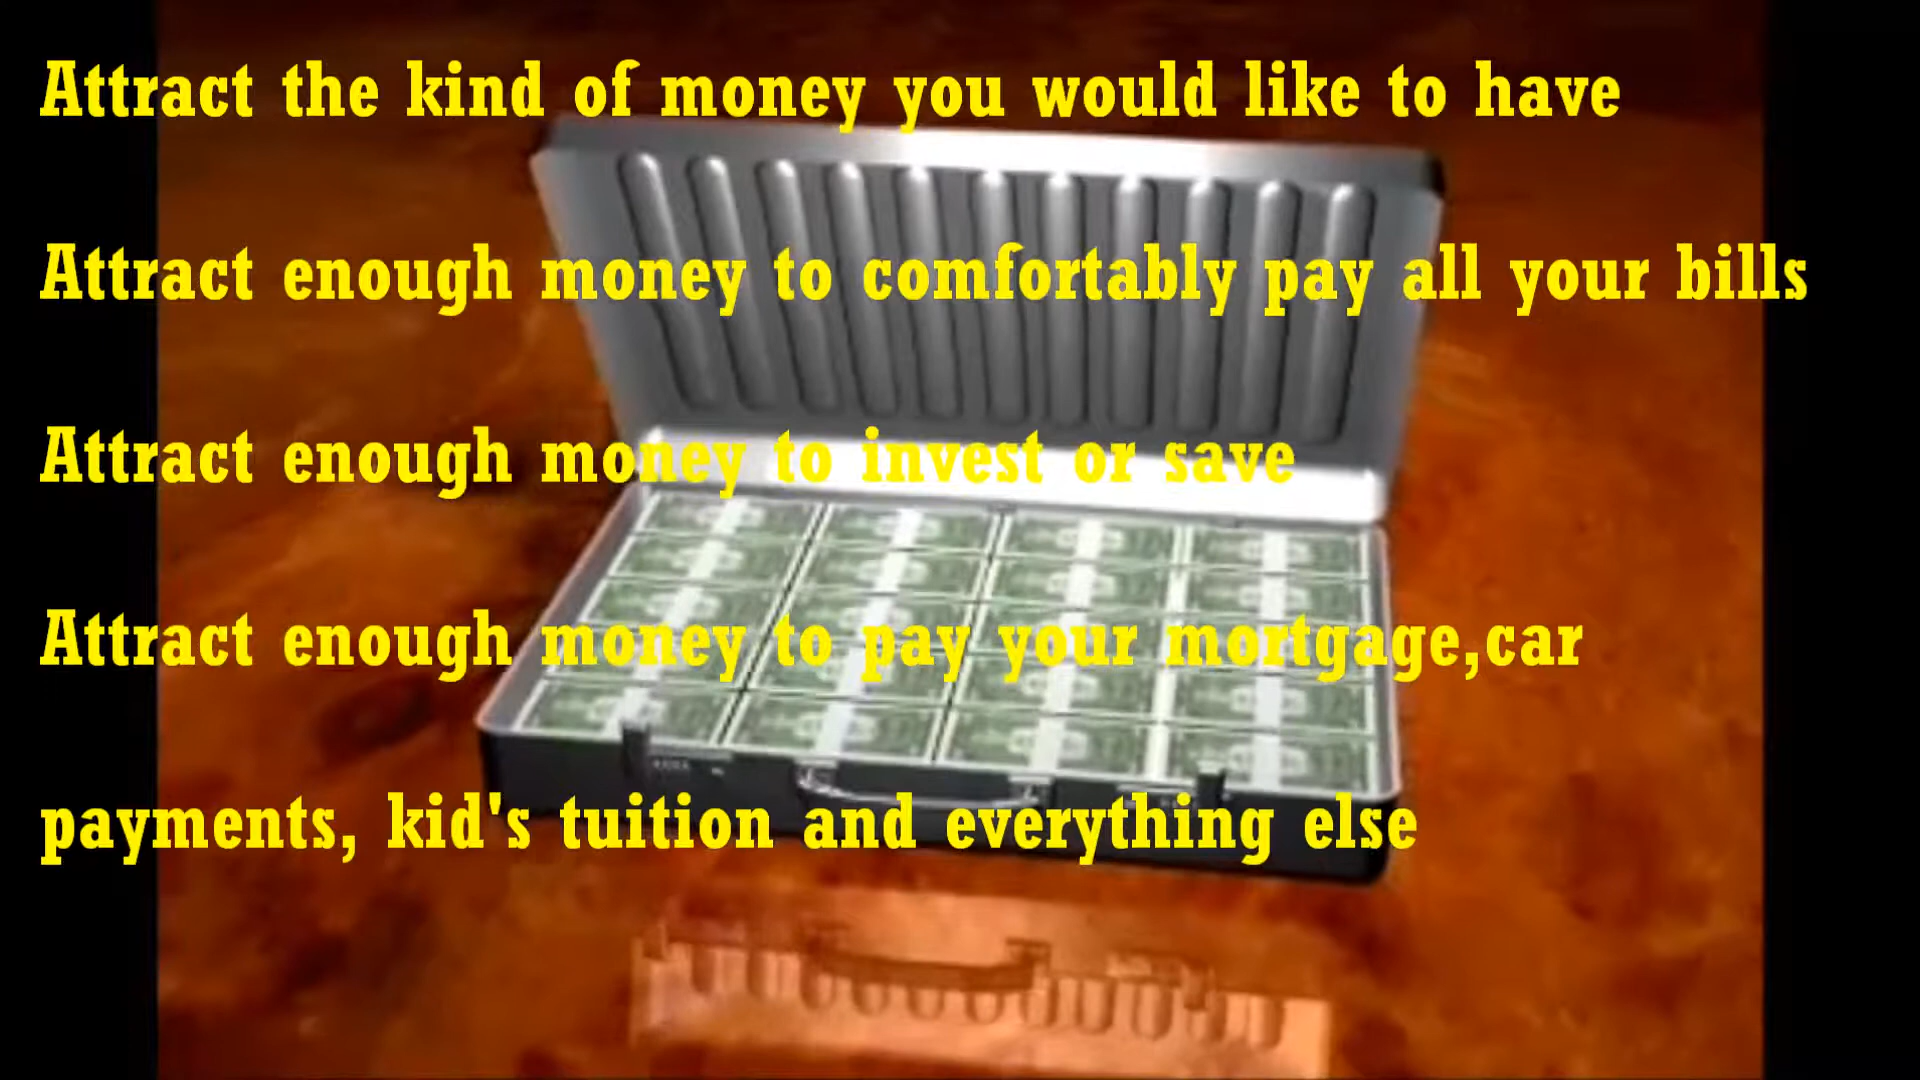 Attract the kind of money you would like to have
Attract enough money to comfortably pay all your bills
Attract enough money to invest or save
Attract enough money to pay your mortgage,car
payments, kid's tuition and everything else